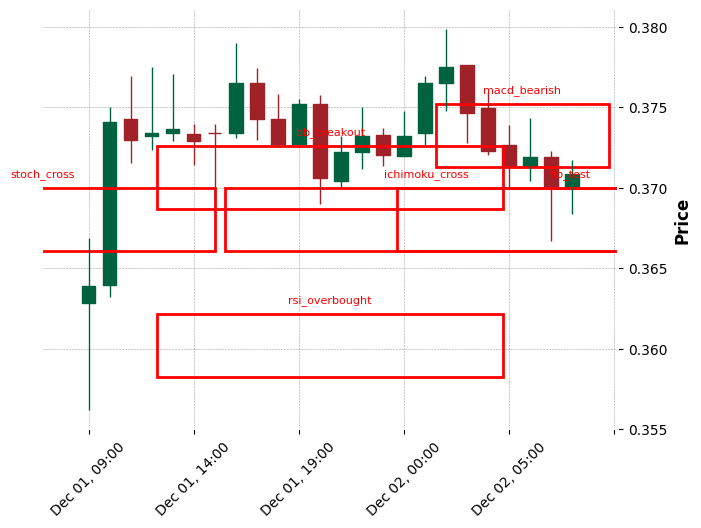 0.380
macd_bearish
0.375
stoch_cross
ichimoku_cross
0.370
Price
0.365
rsi_overbought
0.360
0.355
Dec 01, 09:00
Dec 01, 14:00
Dec 01, 19:00
Dec 02, 00:00
Dec 02, 05:00